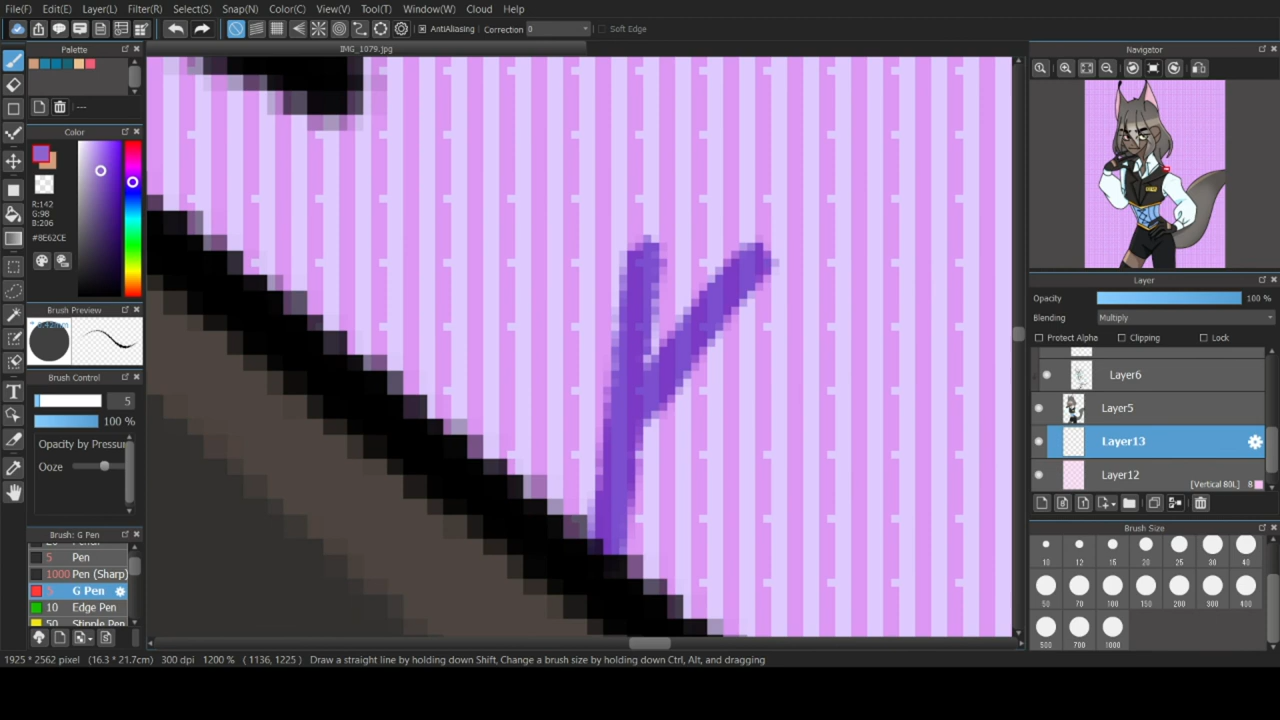 File(F) Edit(E) Layer(L) Filter(R) Select(S) Snap(N) Color(C) View(V) Tool(T) Window(W) Cloud Help
AntiAliasing Correction 0 Soft Edge
Palette
IMG_1079.jpg
Navigator
---
Color
R:142
G:98
B:206
#8E62CE
Layer
Opacity 100 %
Blending Multiply
Protect Alpha Clipping Lock
Layer6
Layer5
Layer13
Layer12
[Vertical 80L] 8
Brush Preview
Brush Control
5
100 %
Opacity by Pressur
Ooze
Brush: G Pen
5 Pen
1000 Pen (Sharp)
5 G Pen
10 Edge Pen
50 Stipple Pen
Brush Size
10 12 15 20 25 30 40
50 70 100 150 200 300 400
500 700 1000
1925 * 2562 pixel (16.3 * 21.7cm) 300 dpi 1200 % ( 1136, 1225 ) Draw a straight line by holding down Shift, Change a brush size by holding down Ctrl, Alt, and dragging